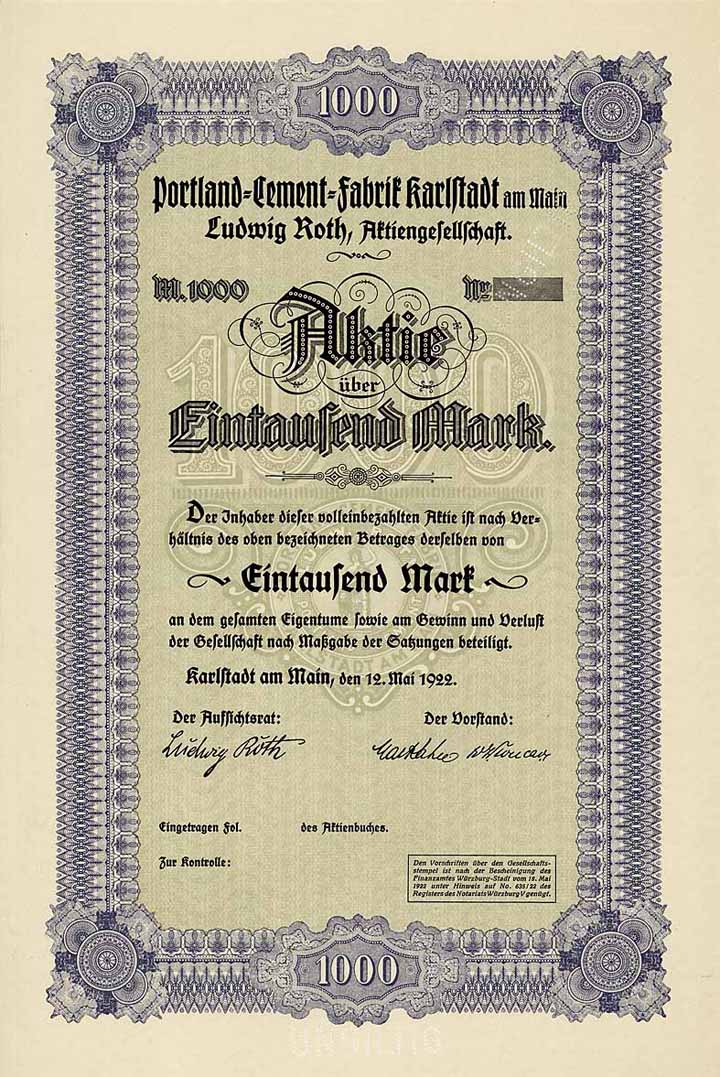 1000
Portland-Cement-Fabrik Karlstadt am Main
Ludwig Roth, Aktiengesellschaft.
M. 1000 No
Aktie
über
1000
Eintausend Mark.
Der Inhaber dieser volleinbezahlten Aktie ist nach Ver-
hältnis des oben bezeichneten Betrages derselben von
Eintausend Mark
an dem gesamten Eigentume sowie am Gewinn und Verlust
der Gesellschaft nach Maßgabe der Satzungen beteiligt.
Karlstadt am Main, den 12. Mai 1922.
Der Aufsichtsrat: Der Vorstand:
Ludwig Roth
Eingetragen Fol. des Aktienbuches.
Zur Kontrolle:
Den Vorschriften über den Gesellschafts-
stempel ist nach der Bescheinigung des
Finanzamtes Würzburg-Stadt vom 18. Mai
1922 unter Hinweis auf No. 635/22 des
Registers des Notariats Würzburg V genügt.
1000